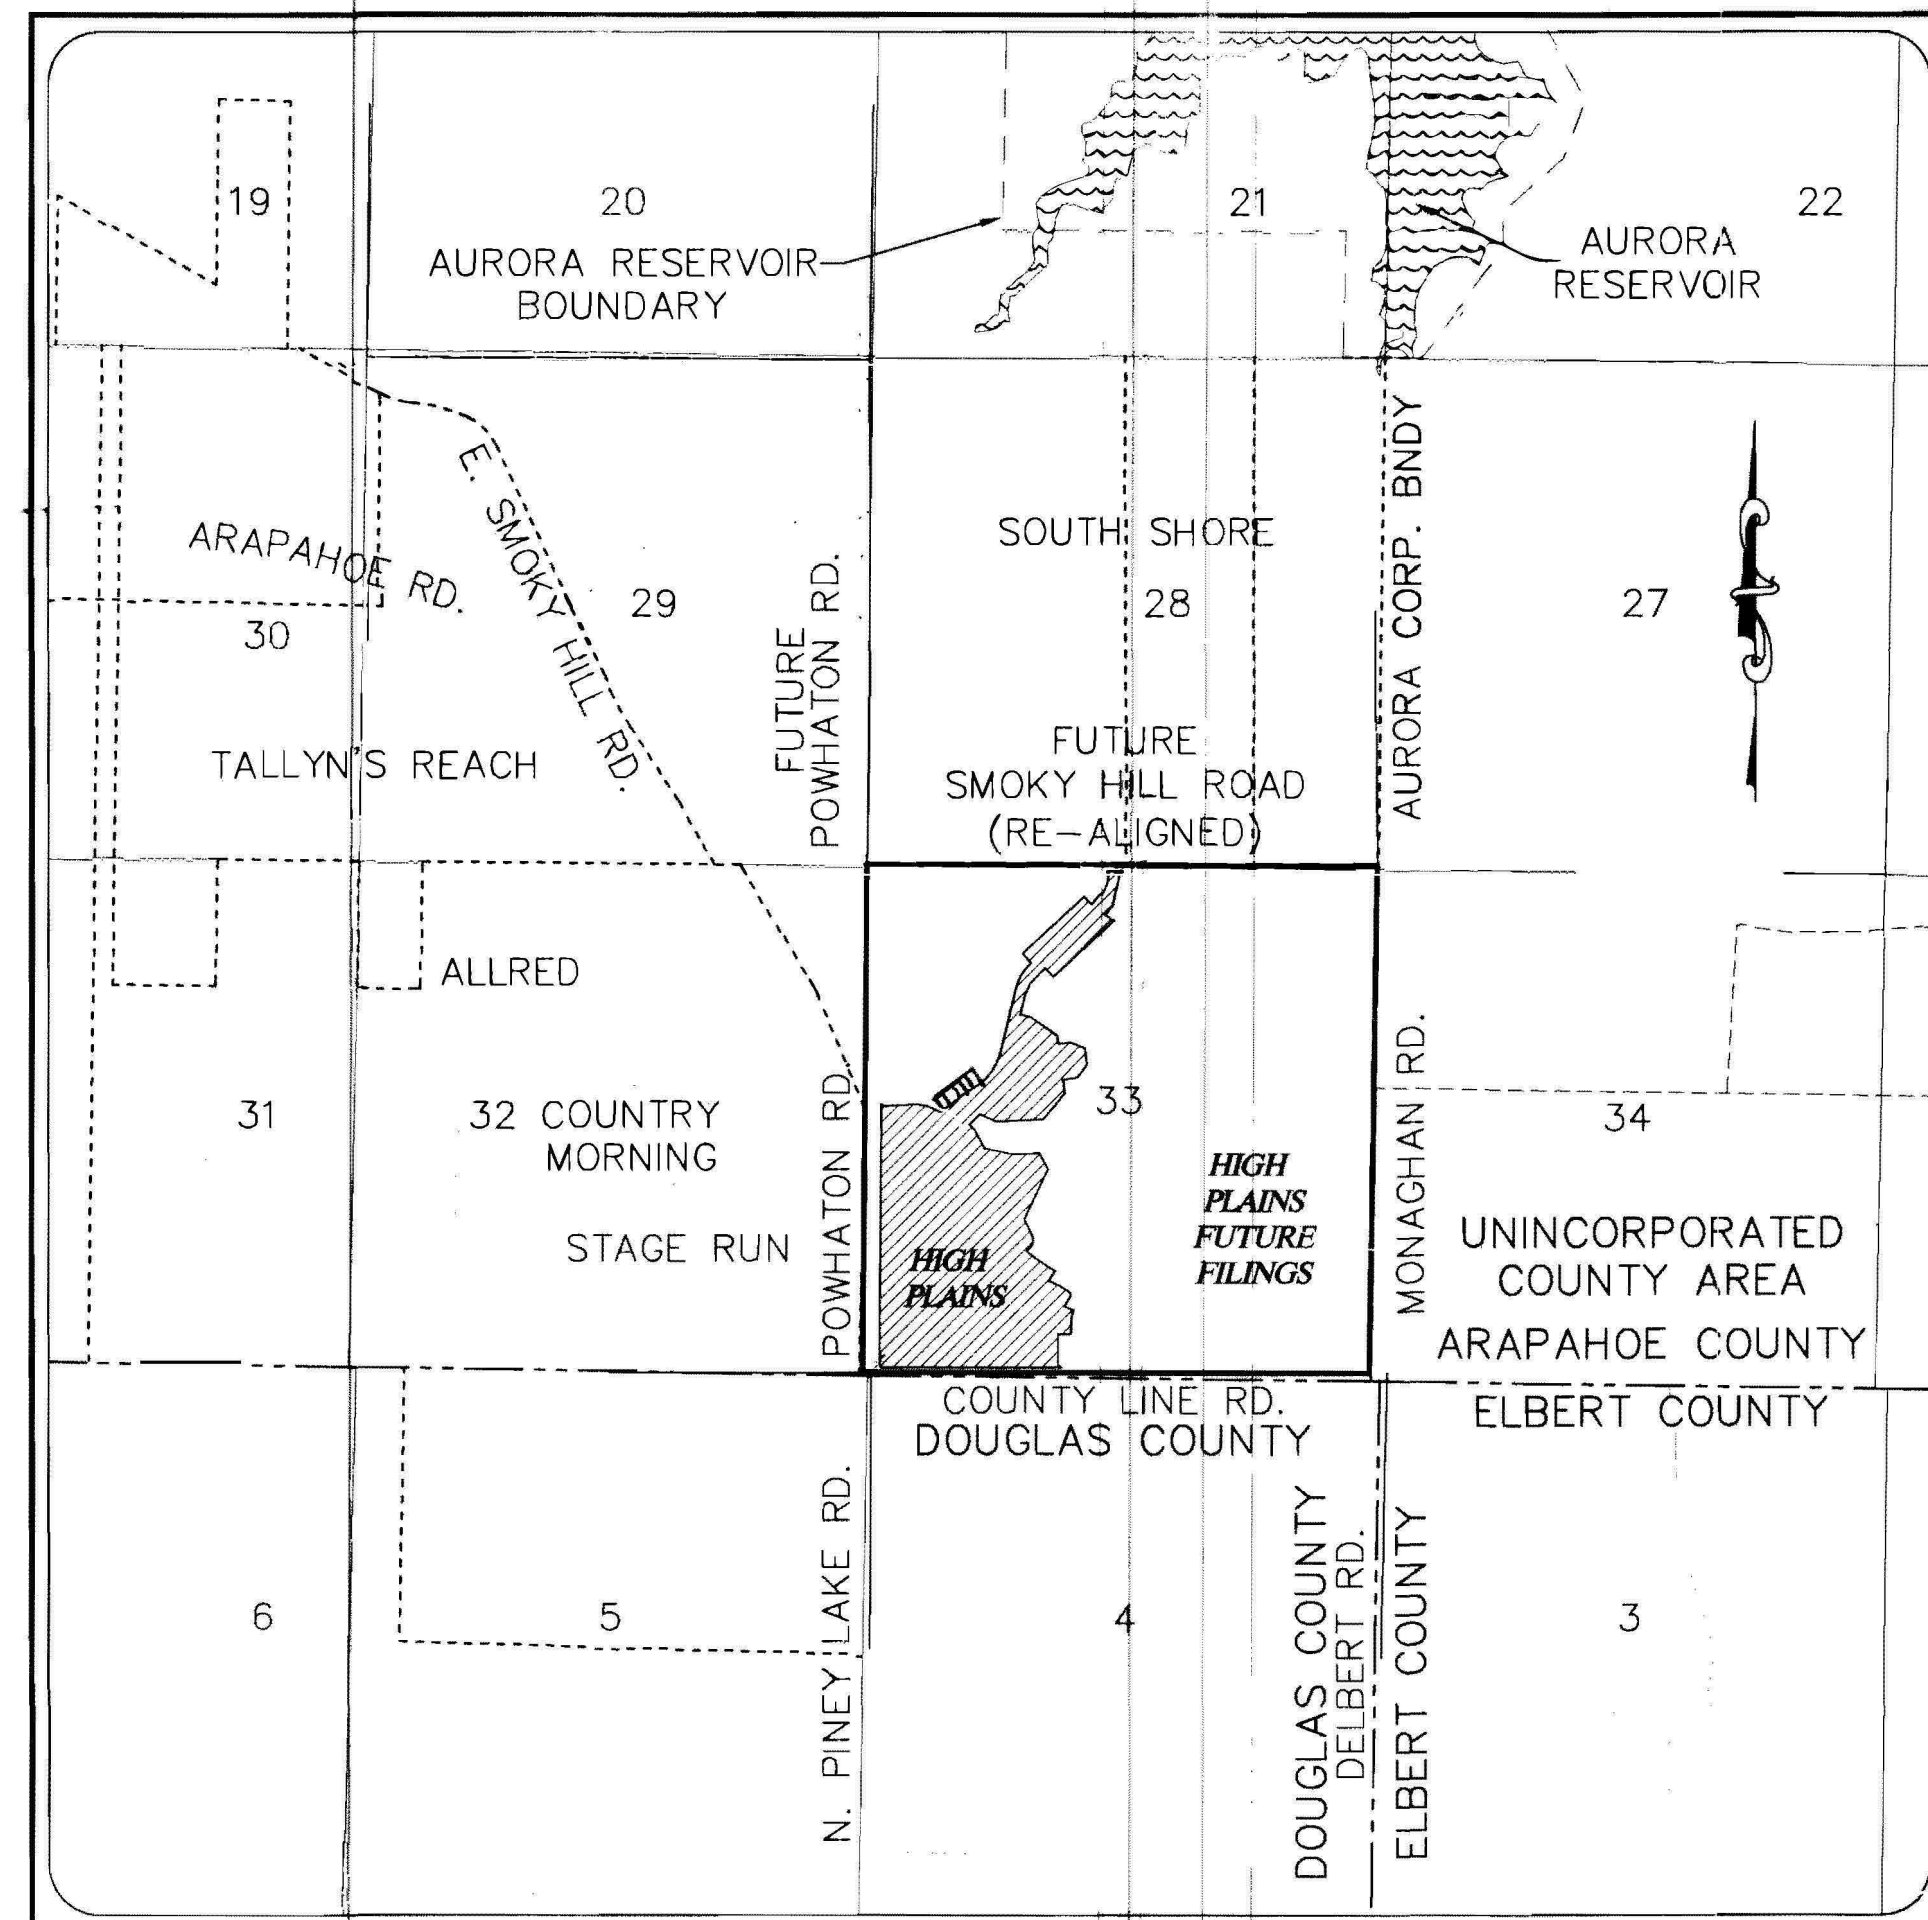 19
20
21
22
AURORA RESERVOIR
BOUNDARY
AURORA
RESERVOIR
ARAPAHOE RD.
E. SMOKY HILL RD.
29
30
TALLYN'S REACH
FUTURE
POWHATON RD.
SOUTH SHORE
28
FUTURE
SMOKY HILL ROAD
(RE-ALIGNED)
AURORA CORP. BNDY
27
ALLRED
31
32 COUNTRY
MORNING
STAGE RUN
POWHATON RD.
33
HIGH
PLAINS
HIGH
PLAINS
FUTURE
FILINGS
MONAGHAN RD.
34
UNINCORPORATED
COUNTY AREA
ARAPAHOE COUNTY
COUNTY LINE RD.
DOUGLAS COUNTY
ELBERT COUNTY
6
5
N. PINEY LAKE RD.
4
DOUGLAS COUNTY
DELBERT RD.
ELBERT COUNTY
3